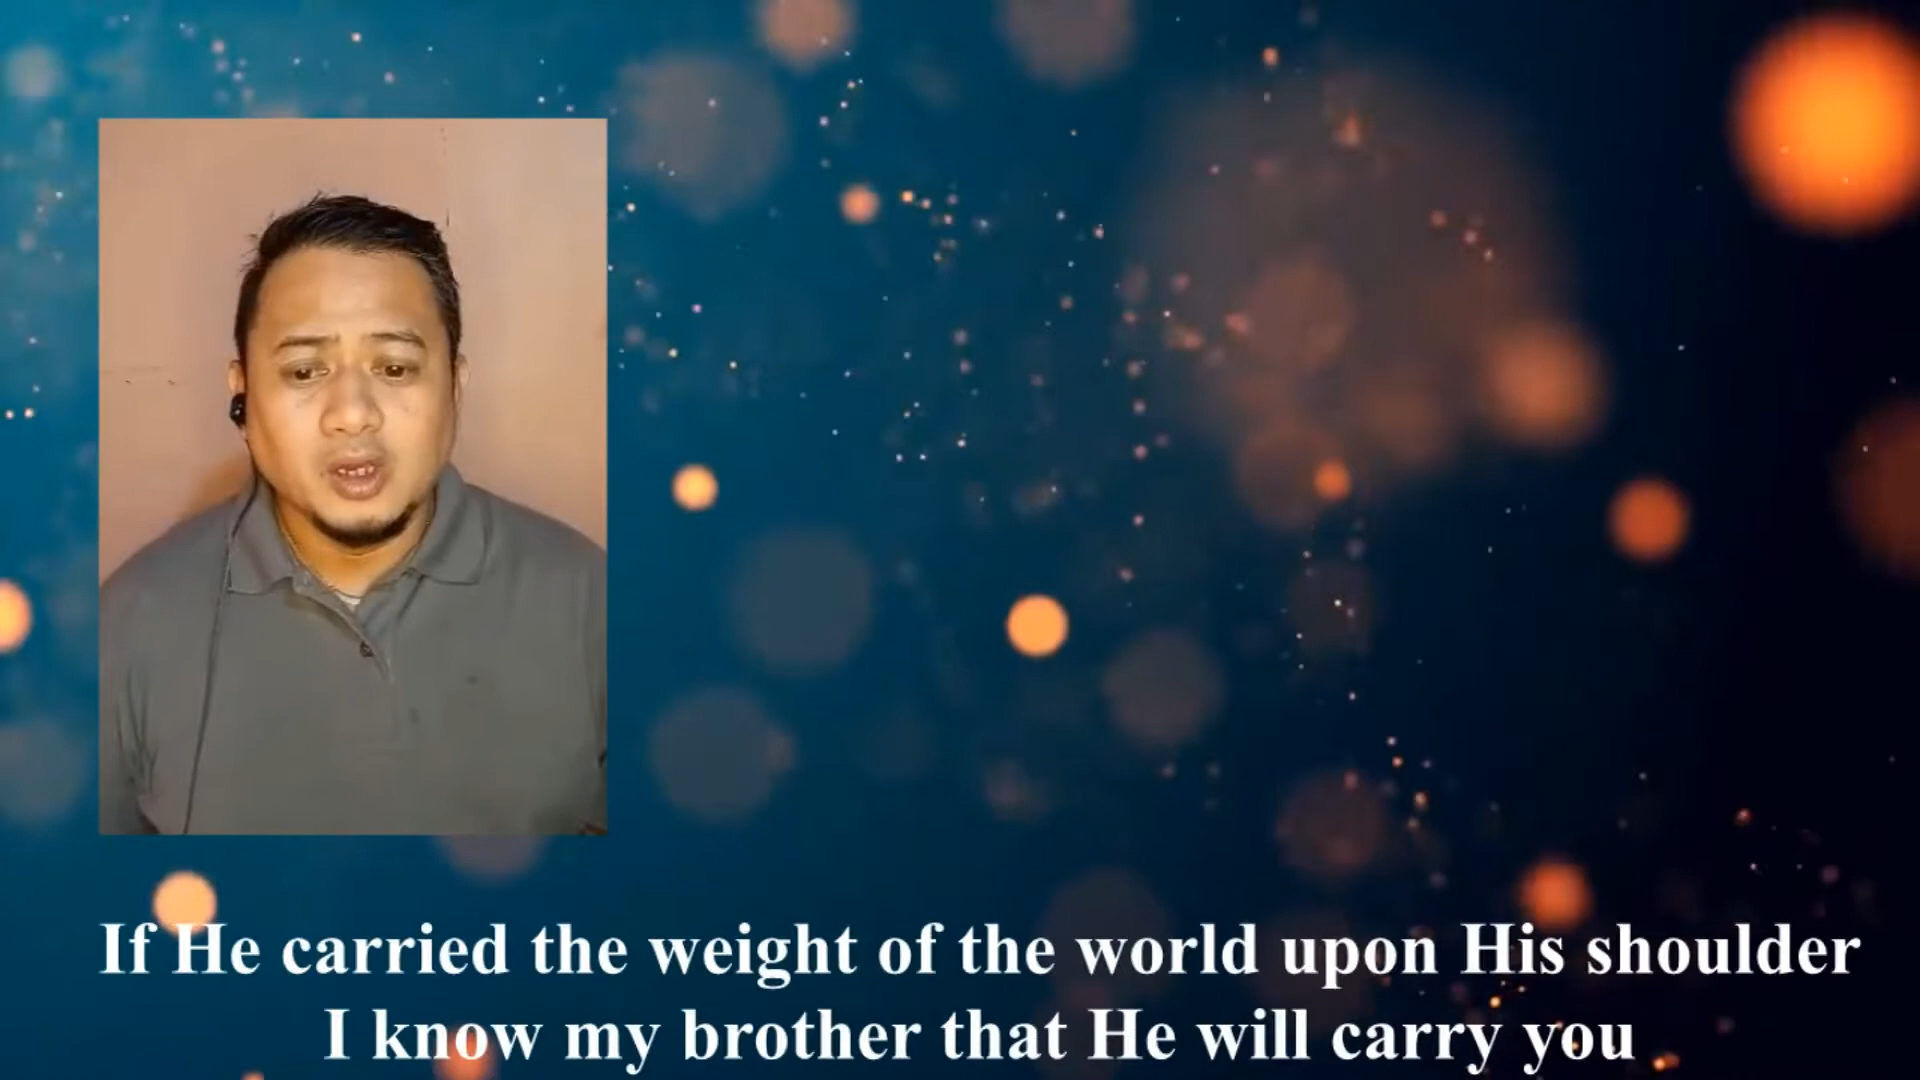 If He carried the weight of the world upon His shoulder
I know my brother that He will carry you